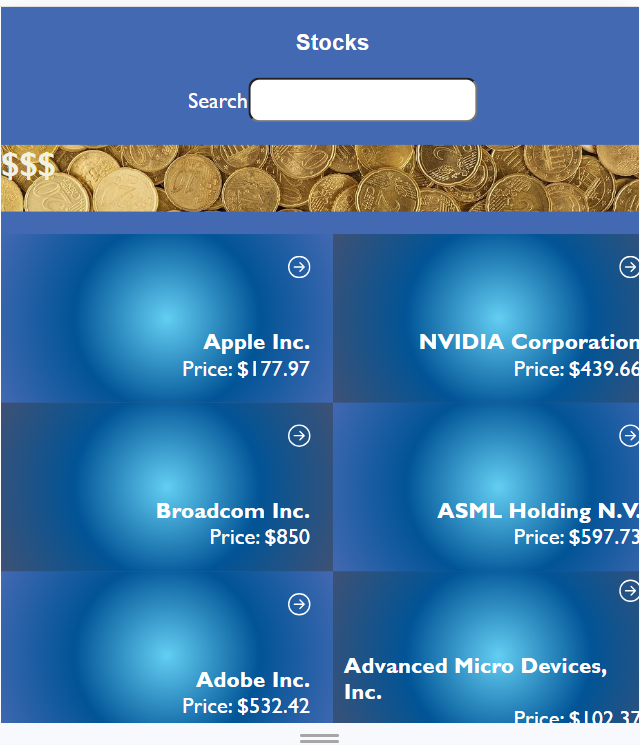 Stocks
Search
$$$
Apple Inc.
Price: $177.97
NVIDIA Corporation
Price: $439.66
Broadcom Inc.
Price: $850
ASML Holding N.V.
Price: $597.73
Adobe Inc.
Price: $532.42
Advanced Micro Devices,
Inc.
Price: $102.37